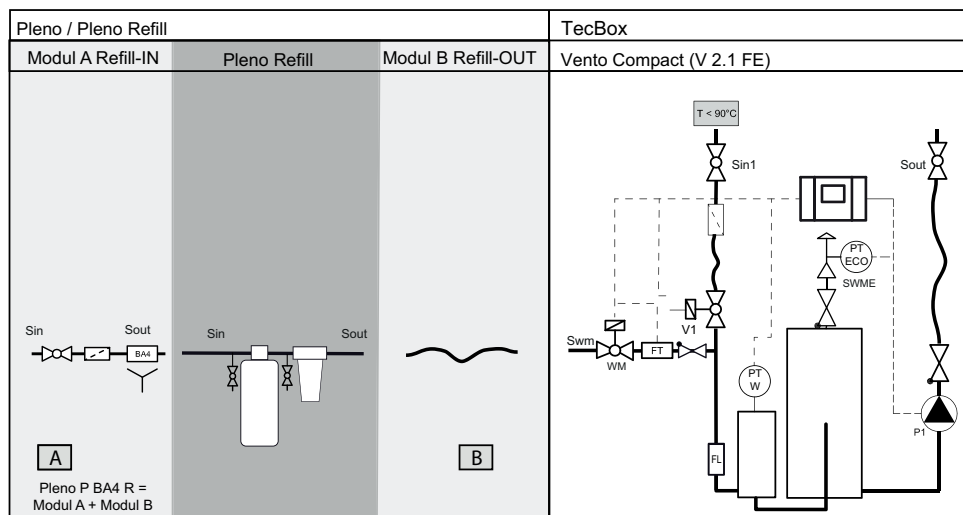 Pleno / Pleno Refill
TecBox
Modul A Refill-IN
Pleno Refill
Modul B Refill-OUT
Vento Compact (V 2.1 FE)
T < 90°C
Sin1
Sout
PT
ECO
SWME
V1
Swm
WM
FT
PT
W
P1
FL
Sin
Sout
BA4
Sin
Sout
A
B
Pleno P BA4 R =
Modul A + Modul B